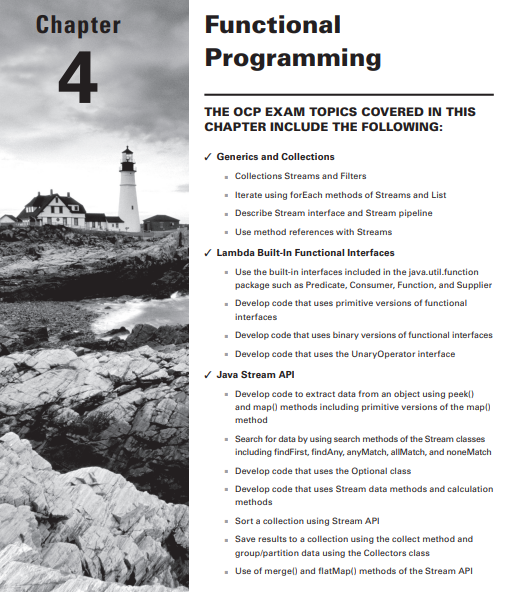 Chapter
4
Functional
Programming
THE OCP EXAM TOPICS COVERED IN THIS
CHAPTER INCLUDE THE FOLLOWING:
✓ Generics and Collections
▪ Collections Streams and Filters
▪ Iterate using forEach methods of Streams and List
▪ Describe Stream interface and Stream pipeline
▪ Use method references with Streams
✓ Lambda Built-In Functional Interfaces
▪ Use the built-in interfaces included in the java.util.function
package such as Predicate, Consumer, Function, and Supplier
▪ Develop code that uses primitive versions of functional
interfaces
▪ Develop code that uses binary versions of functional interfaces
▪ Develop code that uses the UnaryOperator interface
✓ Java Stream API
▪ Develop code to extract data from an object using peek()
and map() methods including primitive versions of the map()
method
▪ Search for data by using search methods of the Stream classes
including findFirst, findAny, anyMatch, allMatch, and noneMatch
▪ Develop code that uses the Optional class
▪ Develop code that uses Stream data methods and calculation
methods
▪ Sort a collection using Stream API
▪ Save results to a collection using the collect method and
group/partition data using the Collectors class
▪ Use of merge() and flatMap() methods of the Stream API